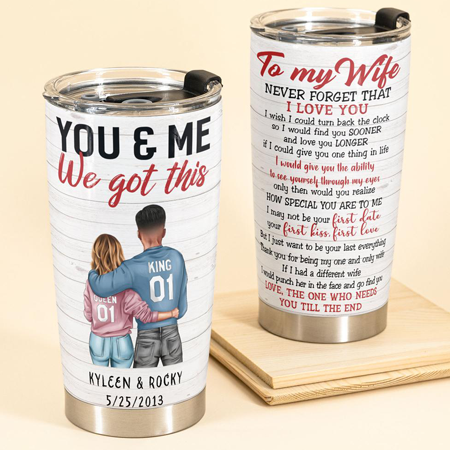 YOU & ME
We got this
KING
01
QUEEN
01
KYLEEN & ROCKY
5/25/2013
To my Wife
NEVER FORGET THAT
I LOVE YOU
I wish I could turn back the clock
so I would find you SOONER
and love you LONGER
if I could give you one thing in life
I would give you the ability
to see yourself through my eyes
only then would you realize
HOW SPECIAL YOU ARE TO ME
I may not be your first date
your first kiss, first love
But I just want to be your last everything
Thank you for being my one and only wife
If I had a different wife
I would punch her in the face and go find you
LOVE, THE ONE WHO NEEDS
YOU TILL THE END